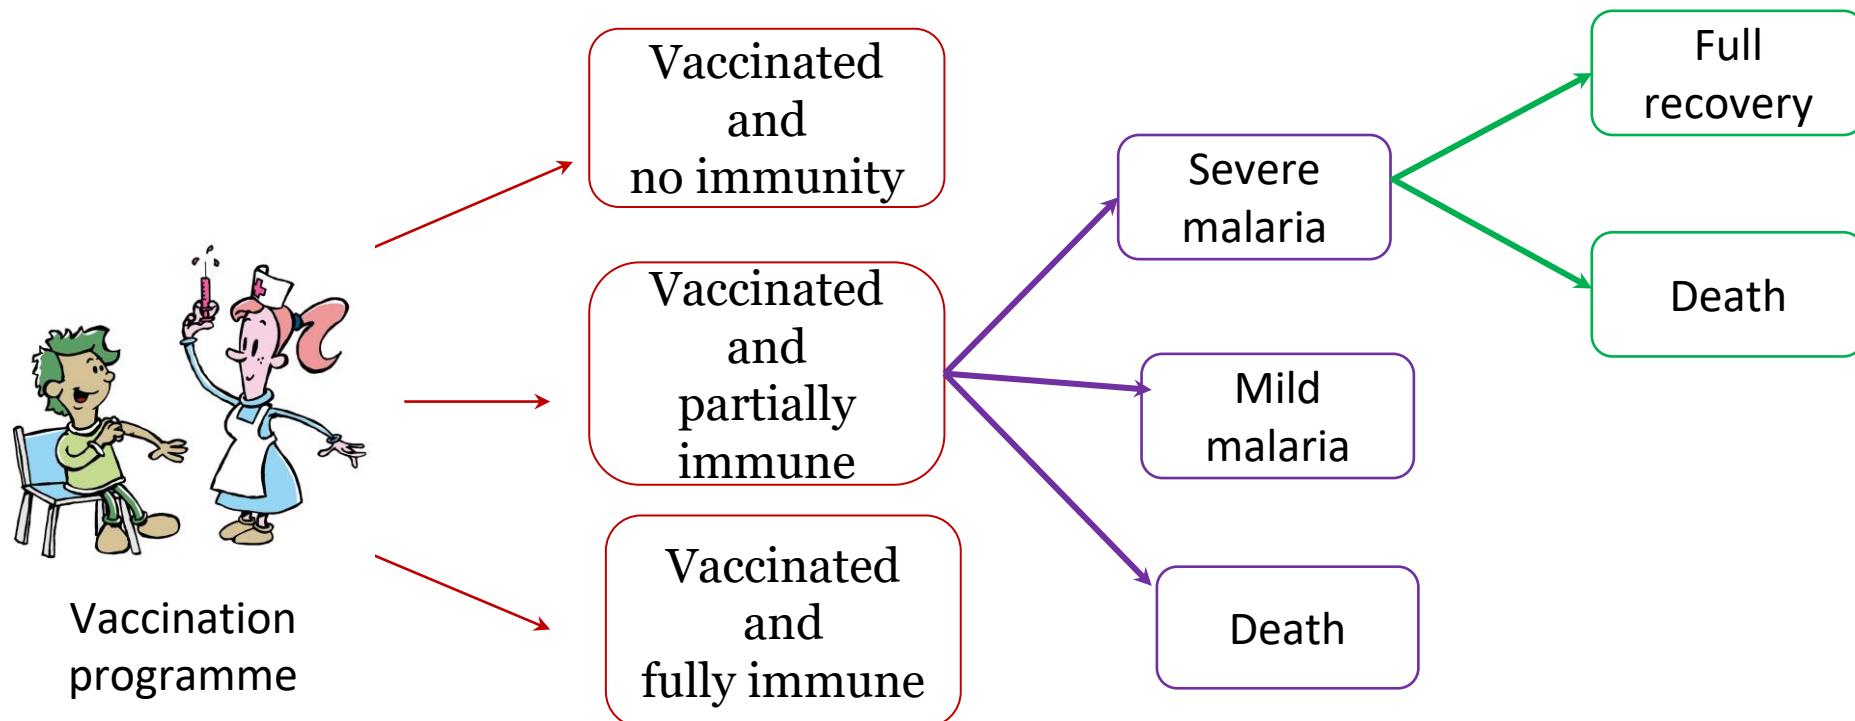 Vaccinated
and
no immunity
Vaccinated
and
partially
immune
Vaccinated
and
fully immune
Vaccination
programme
Severe
malaria
Mild
malaria
Death
Full
recovery
Death